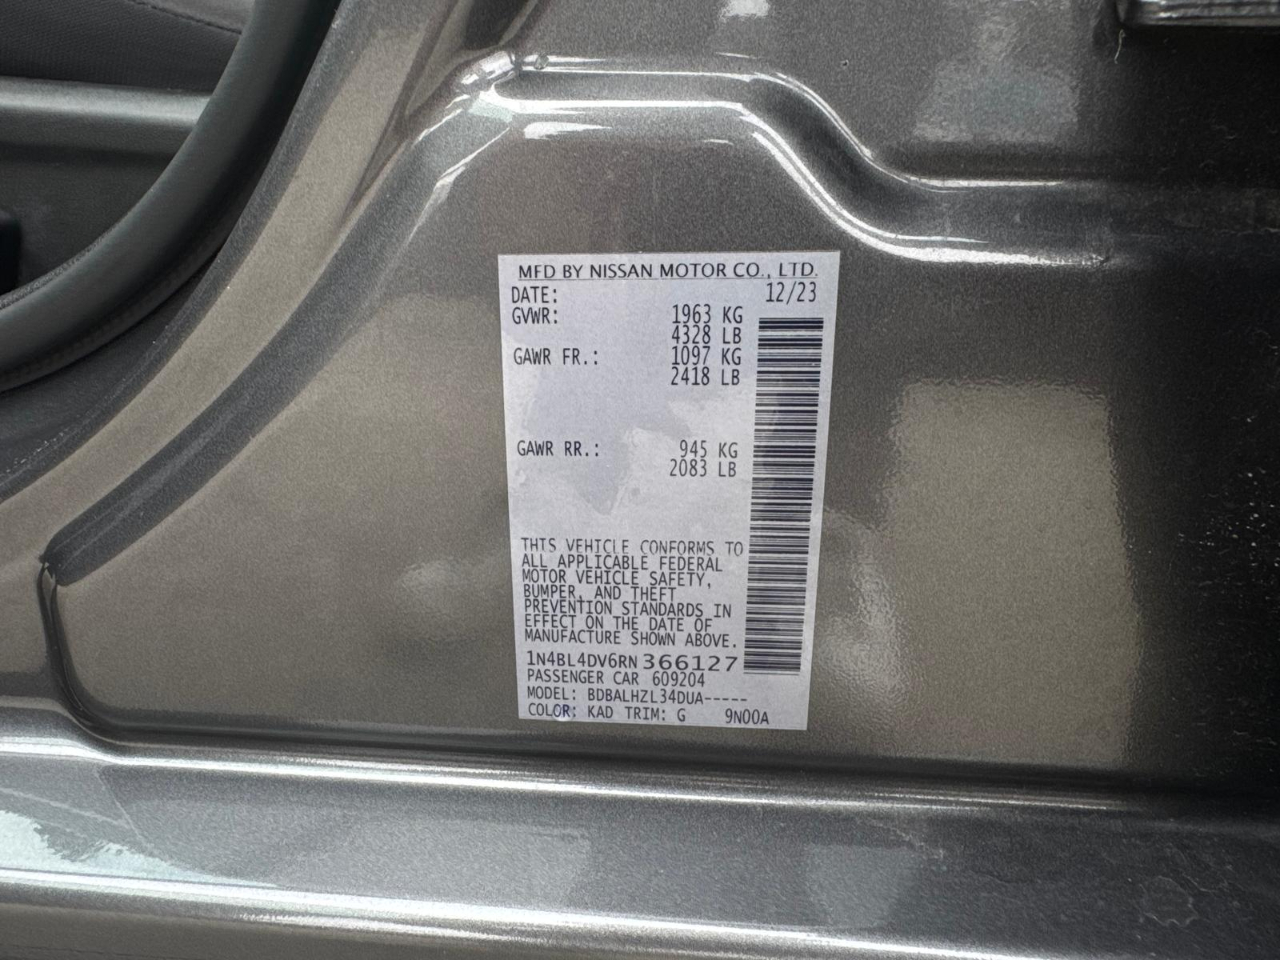 MFD BY NISSAN MOTOR CO., LTD.
DATE: 12/23
GVWR: 1963 KG
4328 LB
GAWR FR.: 1097 KG
2418 LB
GAWR RR.: 945 KG
2083 LB
THIS VEHICLE CONFORMS TO
ALL APPLICABLE FEDERAL
MOTOR VEHICLE SAFETY,
BUMPER, AND THEFT
PREVENTION STANDARDS IN
EFFECT ON THE DATE OF
MANUFACTURE SHOWN ABOVE.
1N4BL4DV6RN366127
PASSENGER CAR 609204
MODEL: BDBALHZL34DUA-----
COLOR: KAD TRIM: G 9N00A